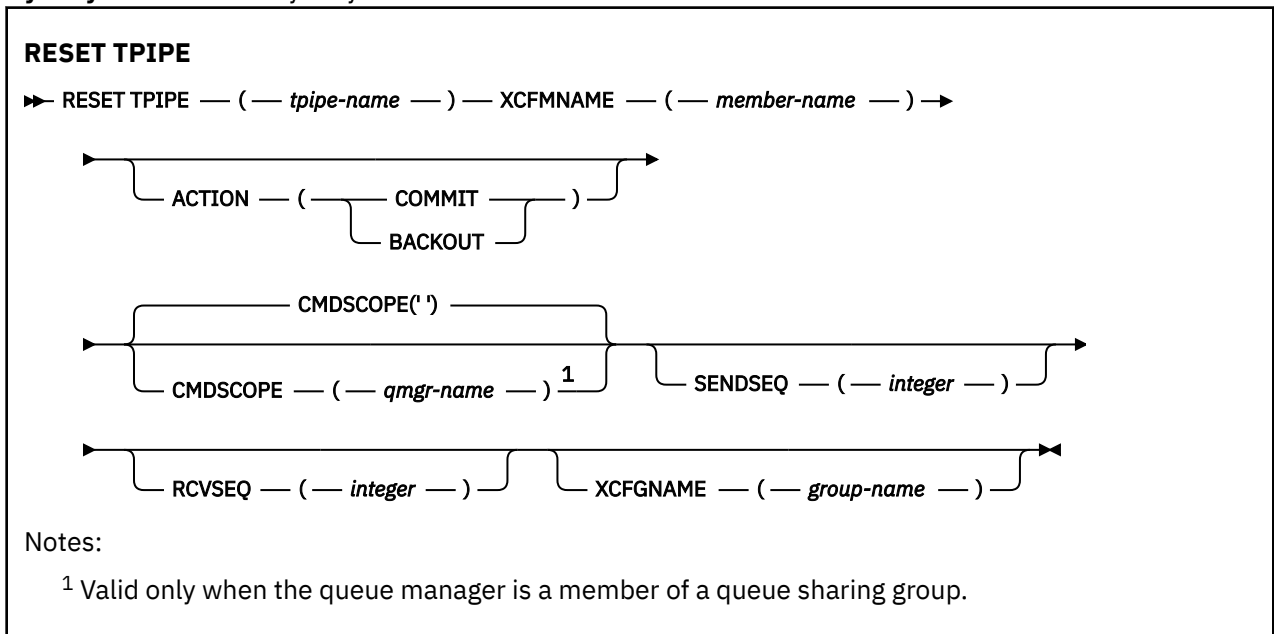 RESET TPIPE
RESET TPIPE ( tpipe-name ) XCFMNAME ( member-name )
ACTION ( COMMIT )
BACKOUT
CMDSCOPE(' ')
CMDSCOPE ( qmgr-name ) 1 SENDSEQ ( integer )
RCVSEQ ( integer ) XCFGNAME ( group-name )
Notes:
1 Valid only when the queue manager is a member of a queue sharing group.